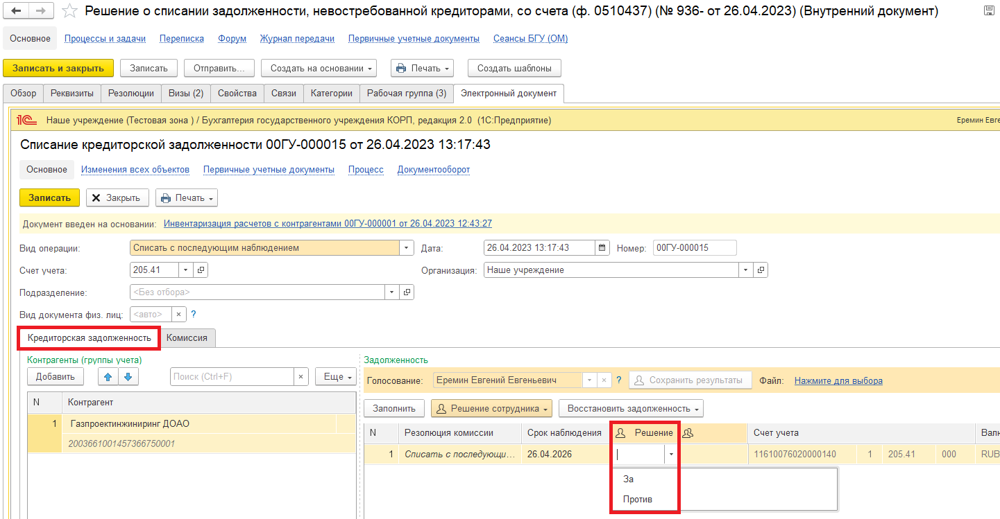 Решение о списании задолженности, невостребованной кредиторами, со счета (ф. 0510437) (№ 936- от 26.04.2023) (Внутренний документ)
Основное Процессы и задачи Переписка Форум Журнал передачи Первичные учетные документы Сеансы БГУ (ОМ)
Записать и закрыть Записать Отправить... Создать на основании Печать Создать шаблоны
Обзор Реквизиты Резолюции Визы (2) Свойства Связи Категории Рабочая группа (3) Электронный документ
1С Наше учреждение (Тестовая зона ) / Бухгалтерия государственного учреждения КОРП, редакция 2.0 (1С:Предприятие) Еремин Евге
Списание кредиторской задолженности 00ГУ-000015 от 26.04.2023 13:17:43
Основное Изменения всех объектов Первичные учетные документы Процесс Документооборот
Записать Закрыть Печать
Документ введен на основании: Инвентаризация расчетов с контрагентами 00ГУ-000001 от 26.04.2023 12:43:27
Вид операции: Списать с последующим наблюдением Дата: 26.04.2023 13:17:43 Номер: 00ГУ-000015
Счет учета: 205.41 Организация: Наше учреждение
Подразделение: <Без отбора>
Вид документа физ. лиц: <авто> × ?
Кредиторская задолженность Комиссия
Контрагенты (группы учета) Задолженность
Добавить Поиск (Ctrl+F) × Еще Голосование: Еремин Евгений Евгеньевич × ? Сохранить результаты Файл: Нажмите для выбора
Заполнить Решение сотрудника Восстановить задолженность
N Контрагент
1 Газпроектинжиниринг ДОАО
2003661001457366750001
N Резолюция комиссии Срок наблюдения Решение Счет учета Валю
1 Списать с последующи... 26.04.2026 11610076020000140 1 205.41 000 RUB
За
Против